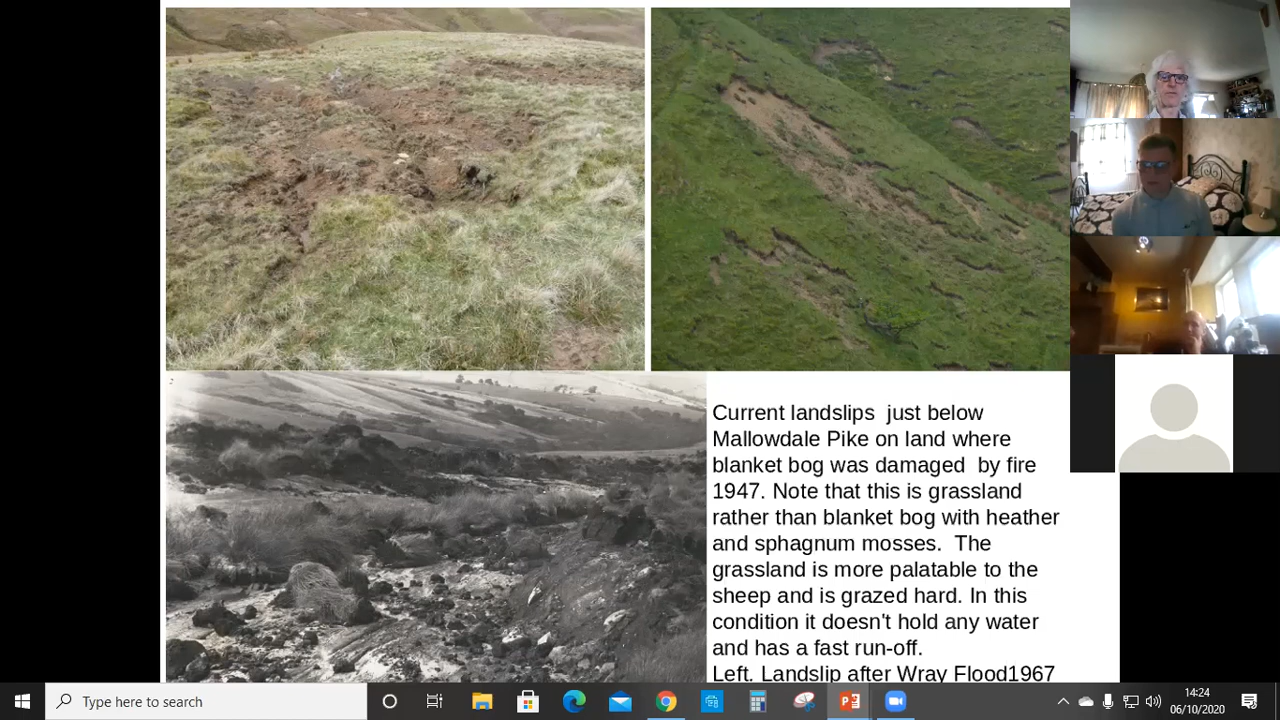 Current landslips  just below
Mallowdale Pike on land where
blanket bog was damaged  by fire
1947. Note that this is grassland
rather than blanket bog with heather
and sphagnum mosses.  The
grassland is more palatable to the
sheep and is grazed hard. In this
condition it doesn't hold any water
and has a fast run-off.
Left. Landslip after Wray Flood1967
Type here to search
14:24
06/10/2020